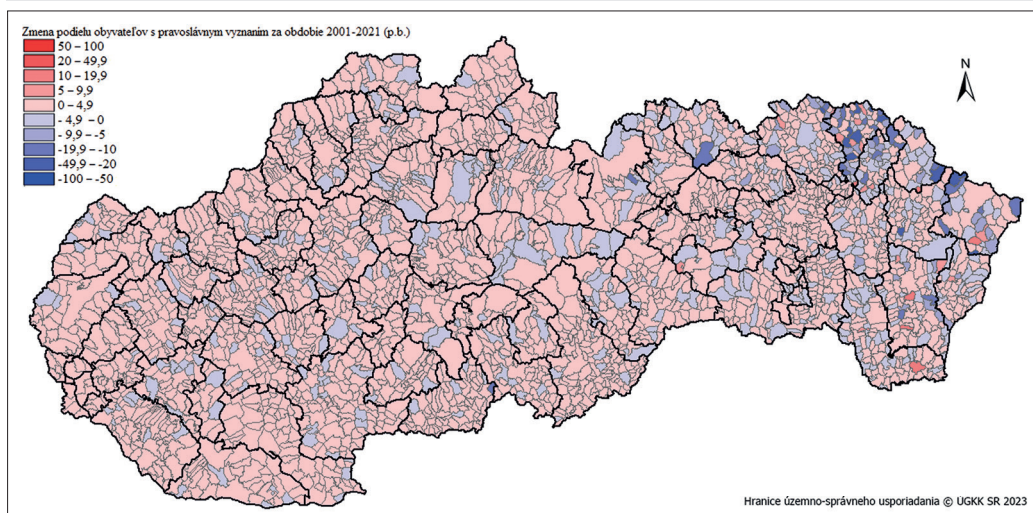 Zmena podielu obyvateľov s pravoslávnym vyznaním za obdobie 2001-2021 (p.b.)
50 – 100
20 – 49,9
10 – 19,9
5 – 9,9
0 – 4,9
- 4,9 – 0
- 9,9 – -5
-19,9 – -10
-49,9 – -20
-100 – -50
N
Hranice územno-správneho usporiadania © ÚGKK SR 2023